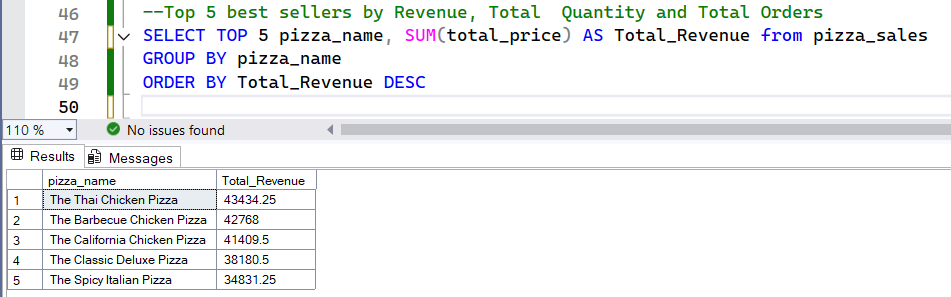 46 --Top 5 best sellers by Revenue, Total  Quantity and Total Orders
47 SELECT TOP 5 pizza_name, SUM(total_price) AS Total_Revenue from pizza_sales
48 GROUP BY pizza_name
49 ORDER BY Total_Revenue DESC
50
110 % No issues found
Results Messages
pizza_name Total_Revenue
1 The Thai Chicken Pizza 43434.25
2 The Barbecue Chicken Pizza 42768
3 The California Chicken Pizza 41409.5
4 The Classic Deluxe Pizza 38180.5
5 The Spicy Italian Pizza 34831.25